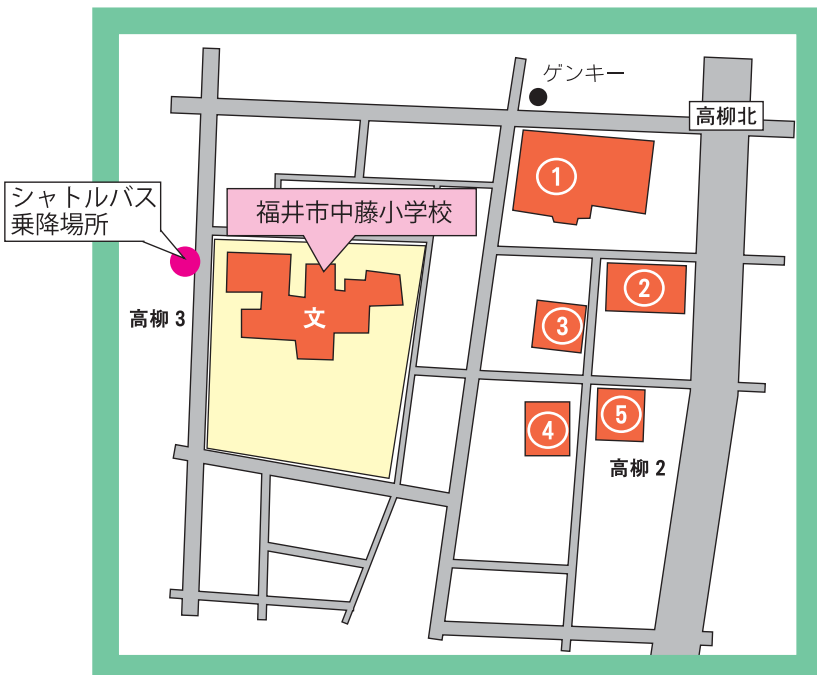 ゲンキー
高柳北
①
シャトルバス
乗降場所
福井市中藤小学校
②
高柳 3
文
③
⑤
④
高柳 2